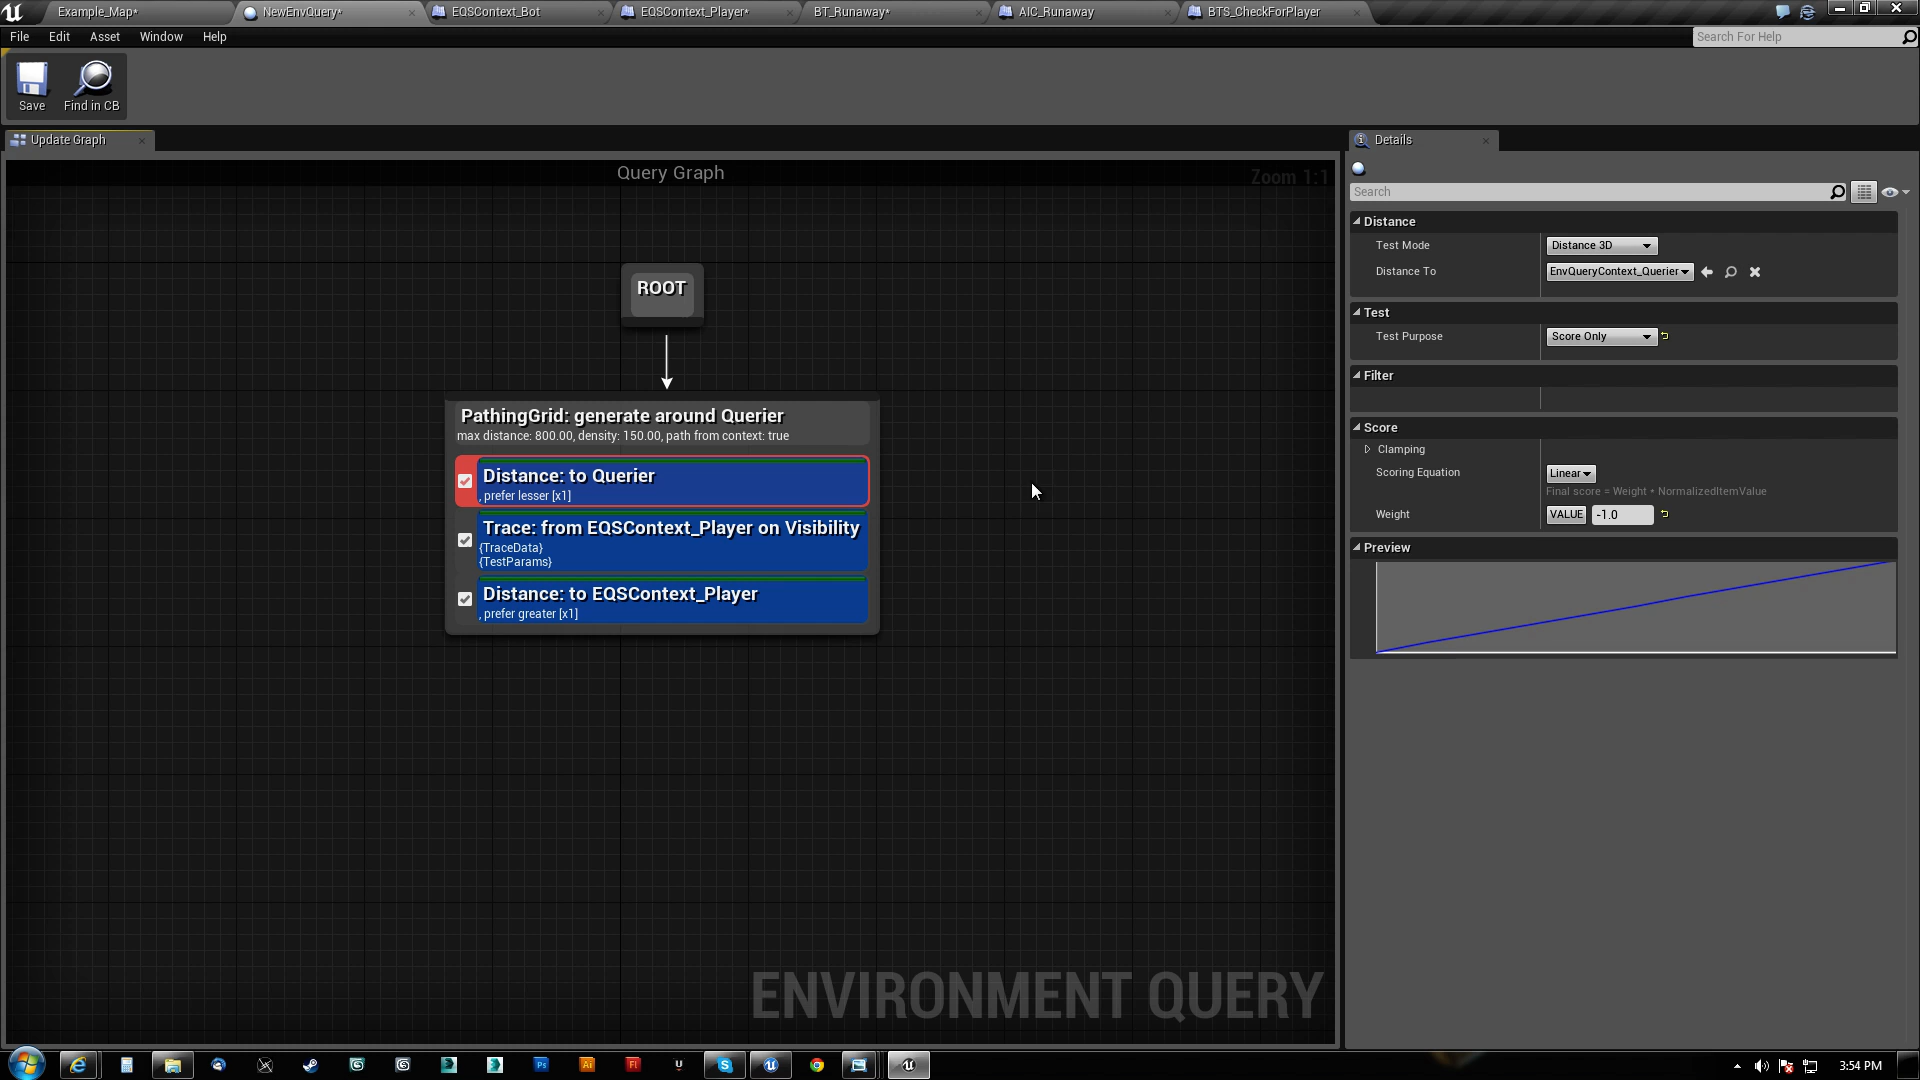 Example_Map*
NewEnvQuery*
EQSContext_Bot
EQSContext_Player*
BT_Runaway*
AIC_Runaway
BTS_CheckForPlayer
File
Edit
Asset
Window
Help
Search For Help
Save
Find in CB
Update Graph
Details
Query Graph
Zoom 1:1
Search
ROOT
PathingGrid: generate around Querier
max distance: 800.00, density: 150.00, path from context: true
Distance: to Querier
, prefer lesser [x1]
Trace: from EQSContext_Player on Visibility
{TraceData}
{TestParams}
Distance: to EQSContext_Player
, prefer greater [x1]
ENVIRONMENT QUERY
Distance
Test Mode
Distance 3D
Distance To
EnvQueryContext_Querier
Test
Test Purpose
Score Only
Filter
Score
Clamping
Scoring Equation
Linear
Final score = Weight * NormalizedItemValue
Weight
VALUE
-1.0
Preview
Ps
Ai
Fl
3:54 PM